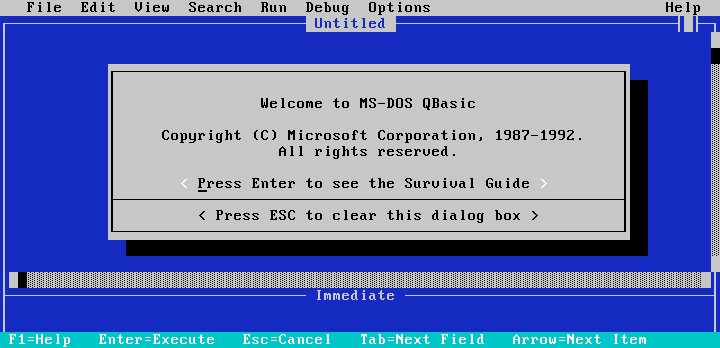 File Edit View Search Run Debug Options Help
Untitled
Welcome to MS-DOS QBasic
Copyright (C) Microsoft Corporation, 1987-1992.
All rights reserved.
< Press Enter to see the Survival Guide >
< Press ESC to clear this dialog box >
Immediate
F1=Help Enter=Execute Esc=Cancel Tab=Next Field Arrow=Next Item